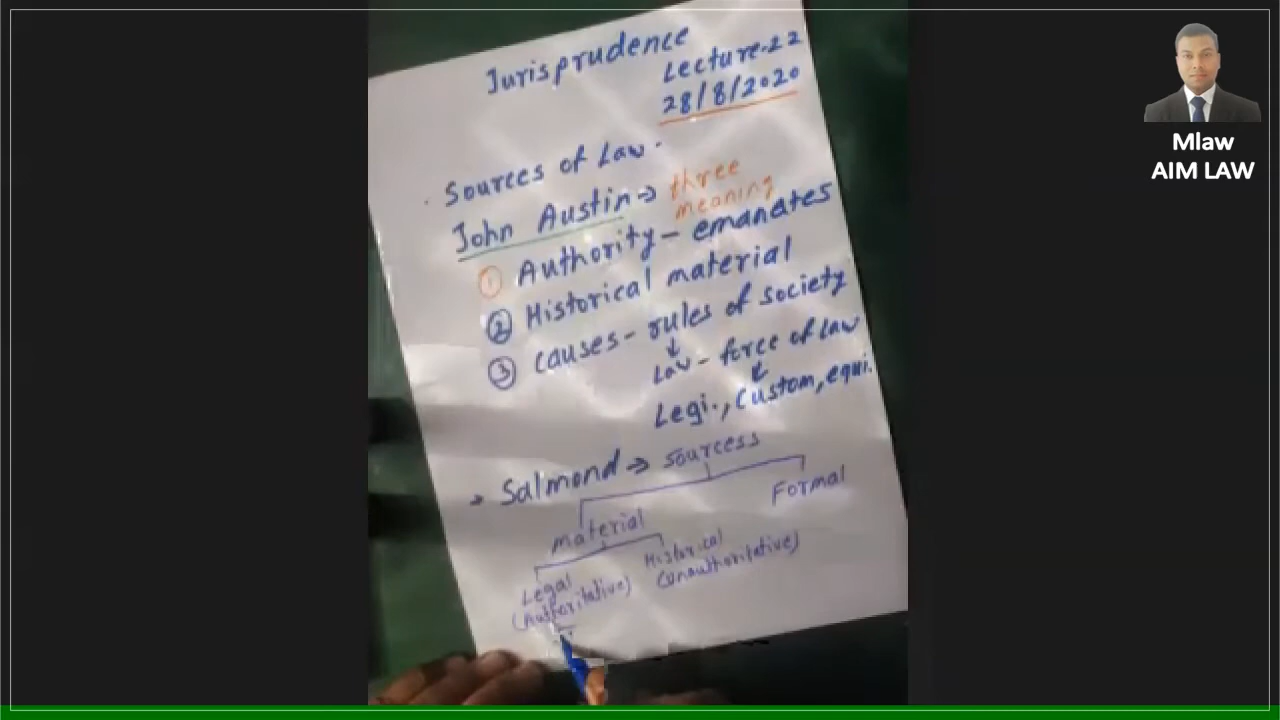 Jurisprudence
Lecture-22
28/8/2020
Sources of Law.
John Austin → three meaning
① Authority - emanates
② Historical material
③ causes - rules of society
↓
Law - force of law
↓
Legi., Custom, equi.
→ Salmond → sourcess
material Formal
Legal (Authoritative) Historical (unauthoritative)
Mlaw
AIM LAW